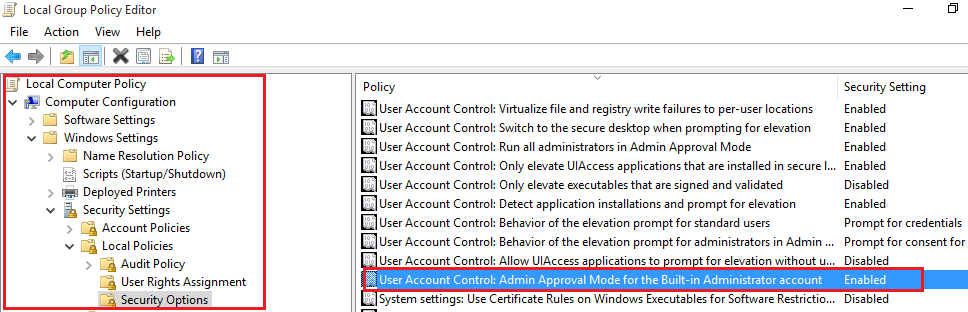 Local Group Policy Editor
File Action View Help
Local Computer Policy
Computer Configuration
Software Settings
Windows Settings
Name Resolution Policy
Scripts (Startup/Shutdown)
Deployed Printers
Security Settings
Account Policies
Local Policies
Audit Policy
User Rights Assignment
Security Options
Policy Security Setting
User Account Control: Virtualize file and registry write failures to per-user locations Enabled
User Account Control: Switch to the secure desktop when prompting for elevation Enabled
User Account Control: Run all administrators in Admin Approval Mode Enabled
User Account Control: Only elevate UIAccess applications that are installed in secure l... Enabled
User Account Control: Only elevate executables that are signed and validated Disabled
User Account Control: Detect application installations and prompt for elevation Enabled
User Account Control: Behavior of the elevation prompt for standard users Prompt for credentials
User Account Control: Behavior of the elevation prompt for administrators in Admin ... Prompt for consent for
User Account Control: Allow UIAccess applications to prompt for elevation without u... Disabled
User Account Control: Admin Approval Mode for the Built-in Administrator account Enabled
System settings: Use Certificate Rules on Windows Executables for Software Restrictio... Disabled